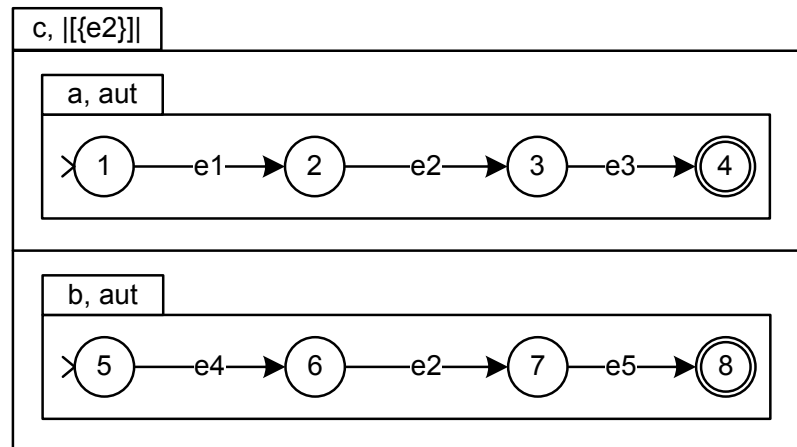 c, |[{e2}]|
a, aut
1 e1 2 e2 3 e3 4
b, aut
5 e4 6 e2 7 e5 8